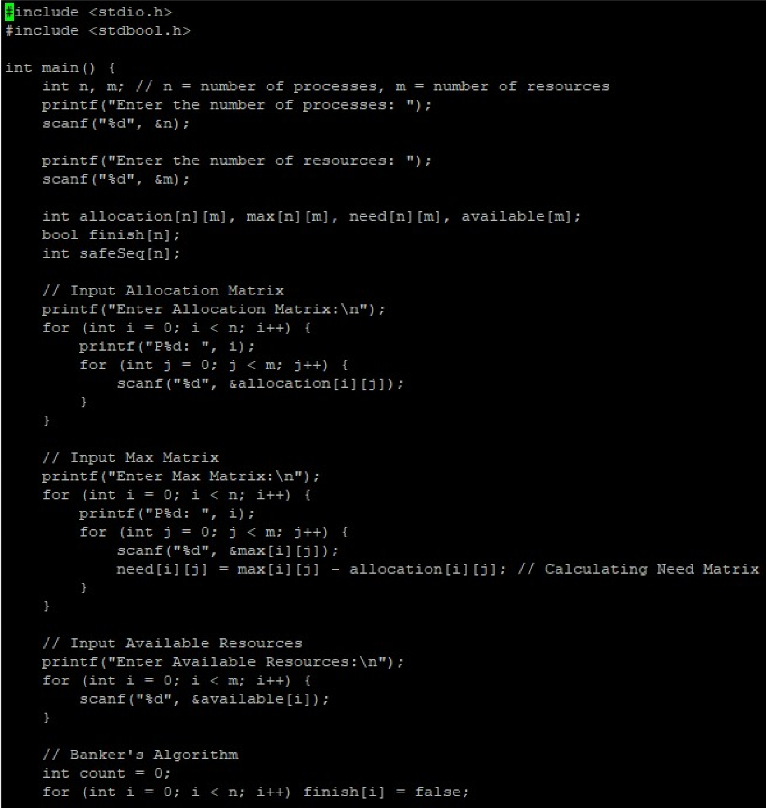 #include <stdio.h>
#include <stdbool.h>

int main() {
    int n, m; // n = number of processes, m = number of resources
    printf("Enter the number of processes: ");
    scanf("%d", &n);

    printf("Enter the number of resources: ");
    scanf("%d", &m);

    int allocation[n][m], max[n][m], need[n][m], available[m];
    bool finish[n];
    int safeSeq[n];

    // Input Allocation Matrix
    printf("Enter Allocation Matrix:\n");
    for (int i = 0; i < n; i++) {
        printf("P%d: ", i);
        for (int j = 0; j < m; j++) {
            scanf("%d", &allocation[i][j]);
        }
    }

    // Input Max Matrix
    printf("Enter Max Matrix:\n");
    for (int i = 0; i < n; i++) {
        printf("P%d: ", i);
        for (int j = 0; j < m; j++) {
            scanf("%d", &max[i][j]);
            need[i][j] = max[i][j] - allocation[i][j]; // Calculating Need Matrix
        }
    }

    // Input Available Resources
    printf("Enter Available Resources:\n");
    for (int i = 0; i < m; i++) {
        scanf("%d", &available[i]);
    }

    // Banker's Algorithm
    int count = 0;
    for (int i = 0; i < n; i++) finish[i] = false;